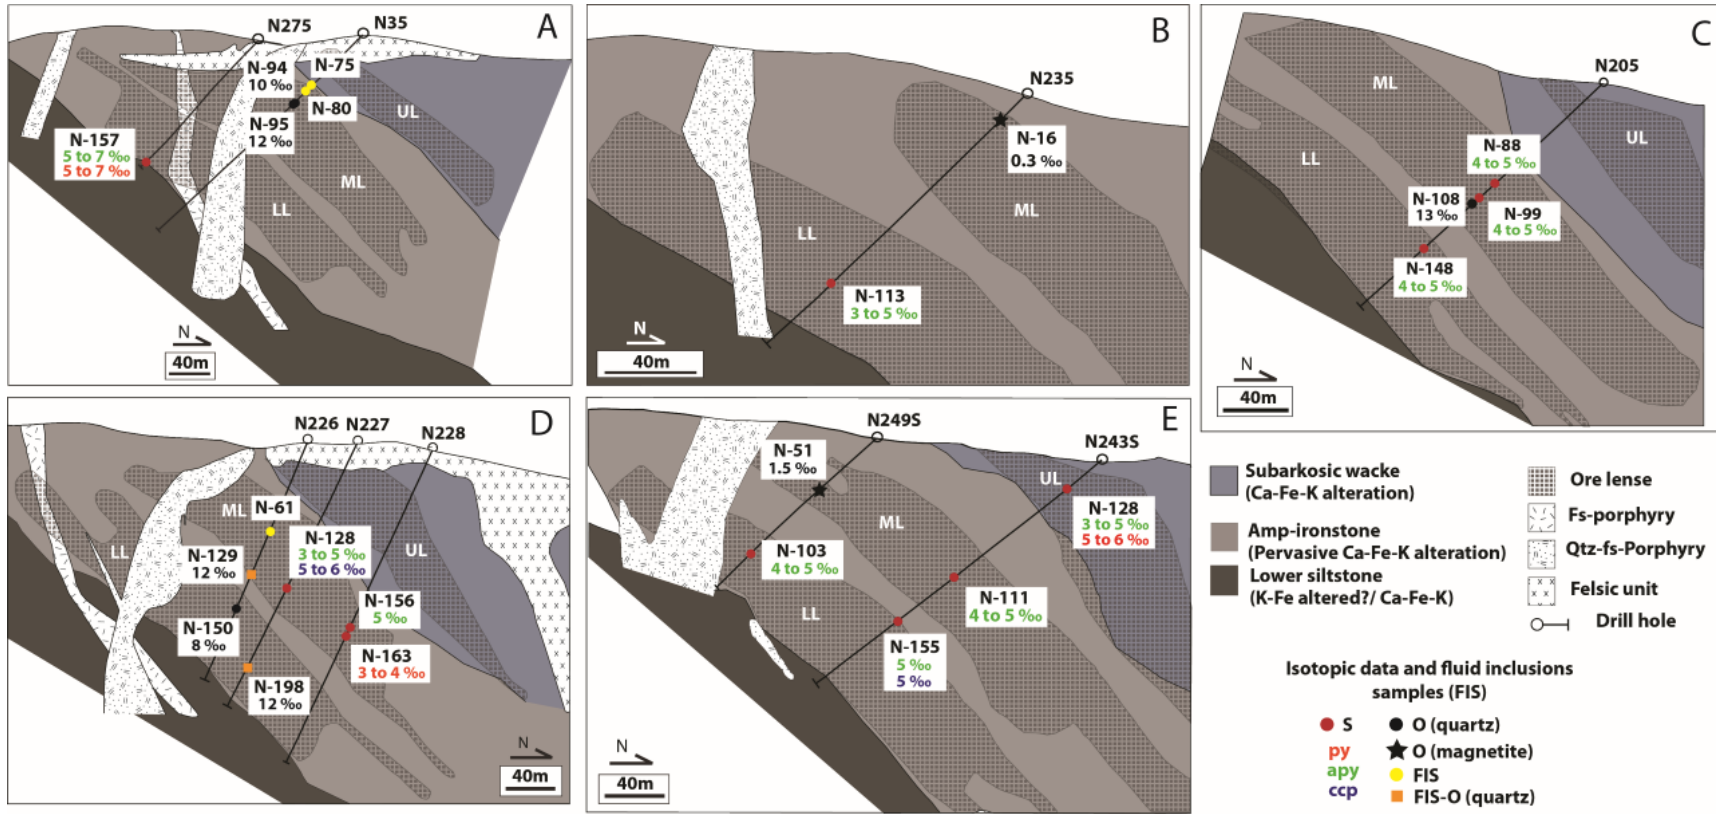 A
N275
N35
N-94
10 ‰
N-75
N-80
N-95
12 ‰
N-157
5 to 7 ‰
5 to 7 ‰
UL
ML
LL
N
40m
B
N235
N-16
0.3 ‰
ML
LL
N-113
3 to 5 ‰
N
40m
C
N205
ML
UL
LL
N-88
4 to 5 ‰
N-108
13 ‰
N-99
4 to 5 ‰
N-148
4 to 5 ‰
N
40m
D
N226
N227
N228
ML
N-61
LL
N-128
3 to 5 ‰
5 to 6 ‰
UL
N-129
12 ‰
N-156
5 ‰
N-150
8 ‰
N-163
3 to 4 ‰
N-198
12 ‰
N
40m
E
N249S
N243S
N-51
1.5 ‰
UL
ML
N-128
3 to 5 ‰
5 to 6 ‰
N-103
4 to 5 ‰
N-111
4 to 5 ‰
LL
N-155
5 ‰
5 ‰
N
40m
Subarkosic wacke
(Ca-Fe-K alteration)
Amp-ironstone
(Pervasive Ca-Fe-K alteration)
Lower siltstone
(K-Fe altered?/ Ca-Fe-K)
Ore lense
Fs-porphyry
Qtz-fs-Porphyry
Felsic unit
Drill hole
Isotopic data and fluid inclusions
samples (FIS)
S
O (quartz)
py
O (magnetite)
apy
FIS
ccp
FIS-O (quartz)